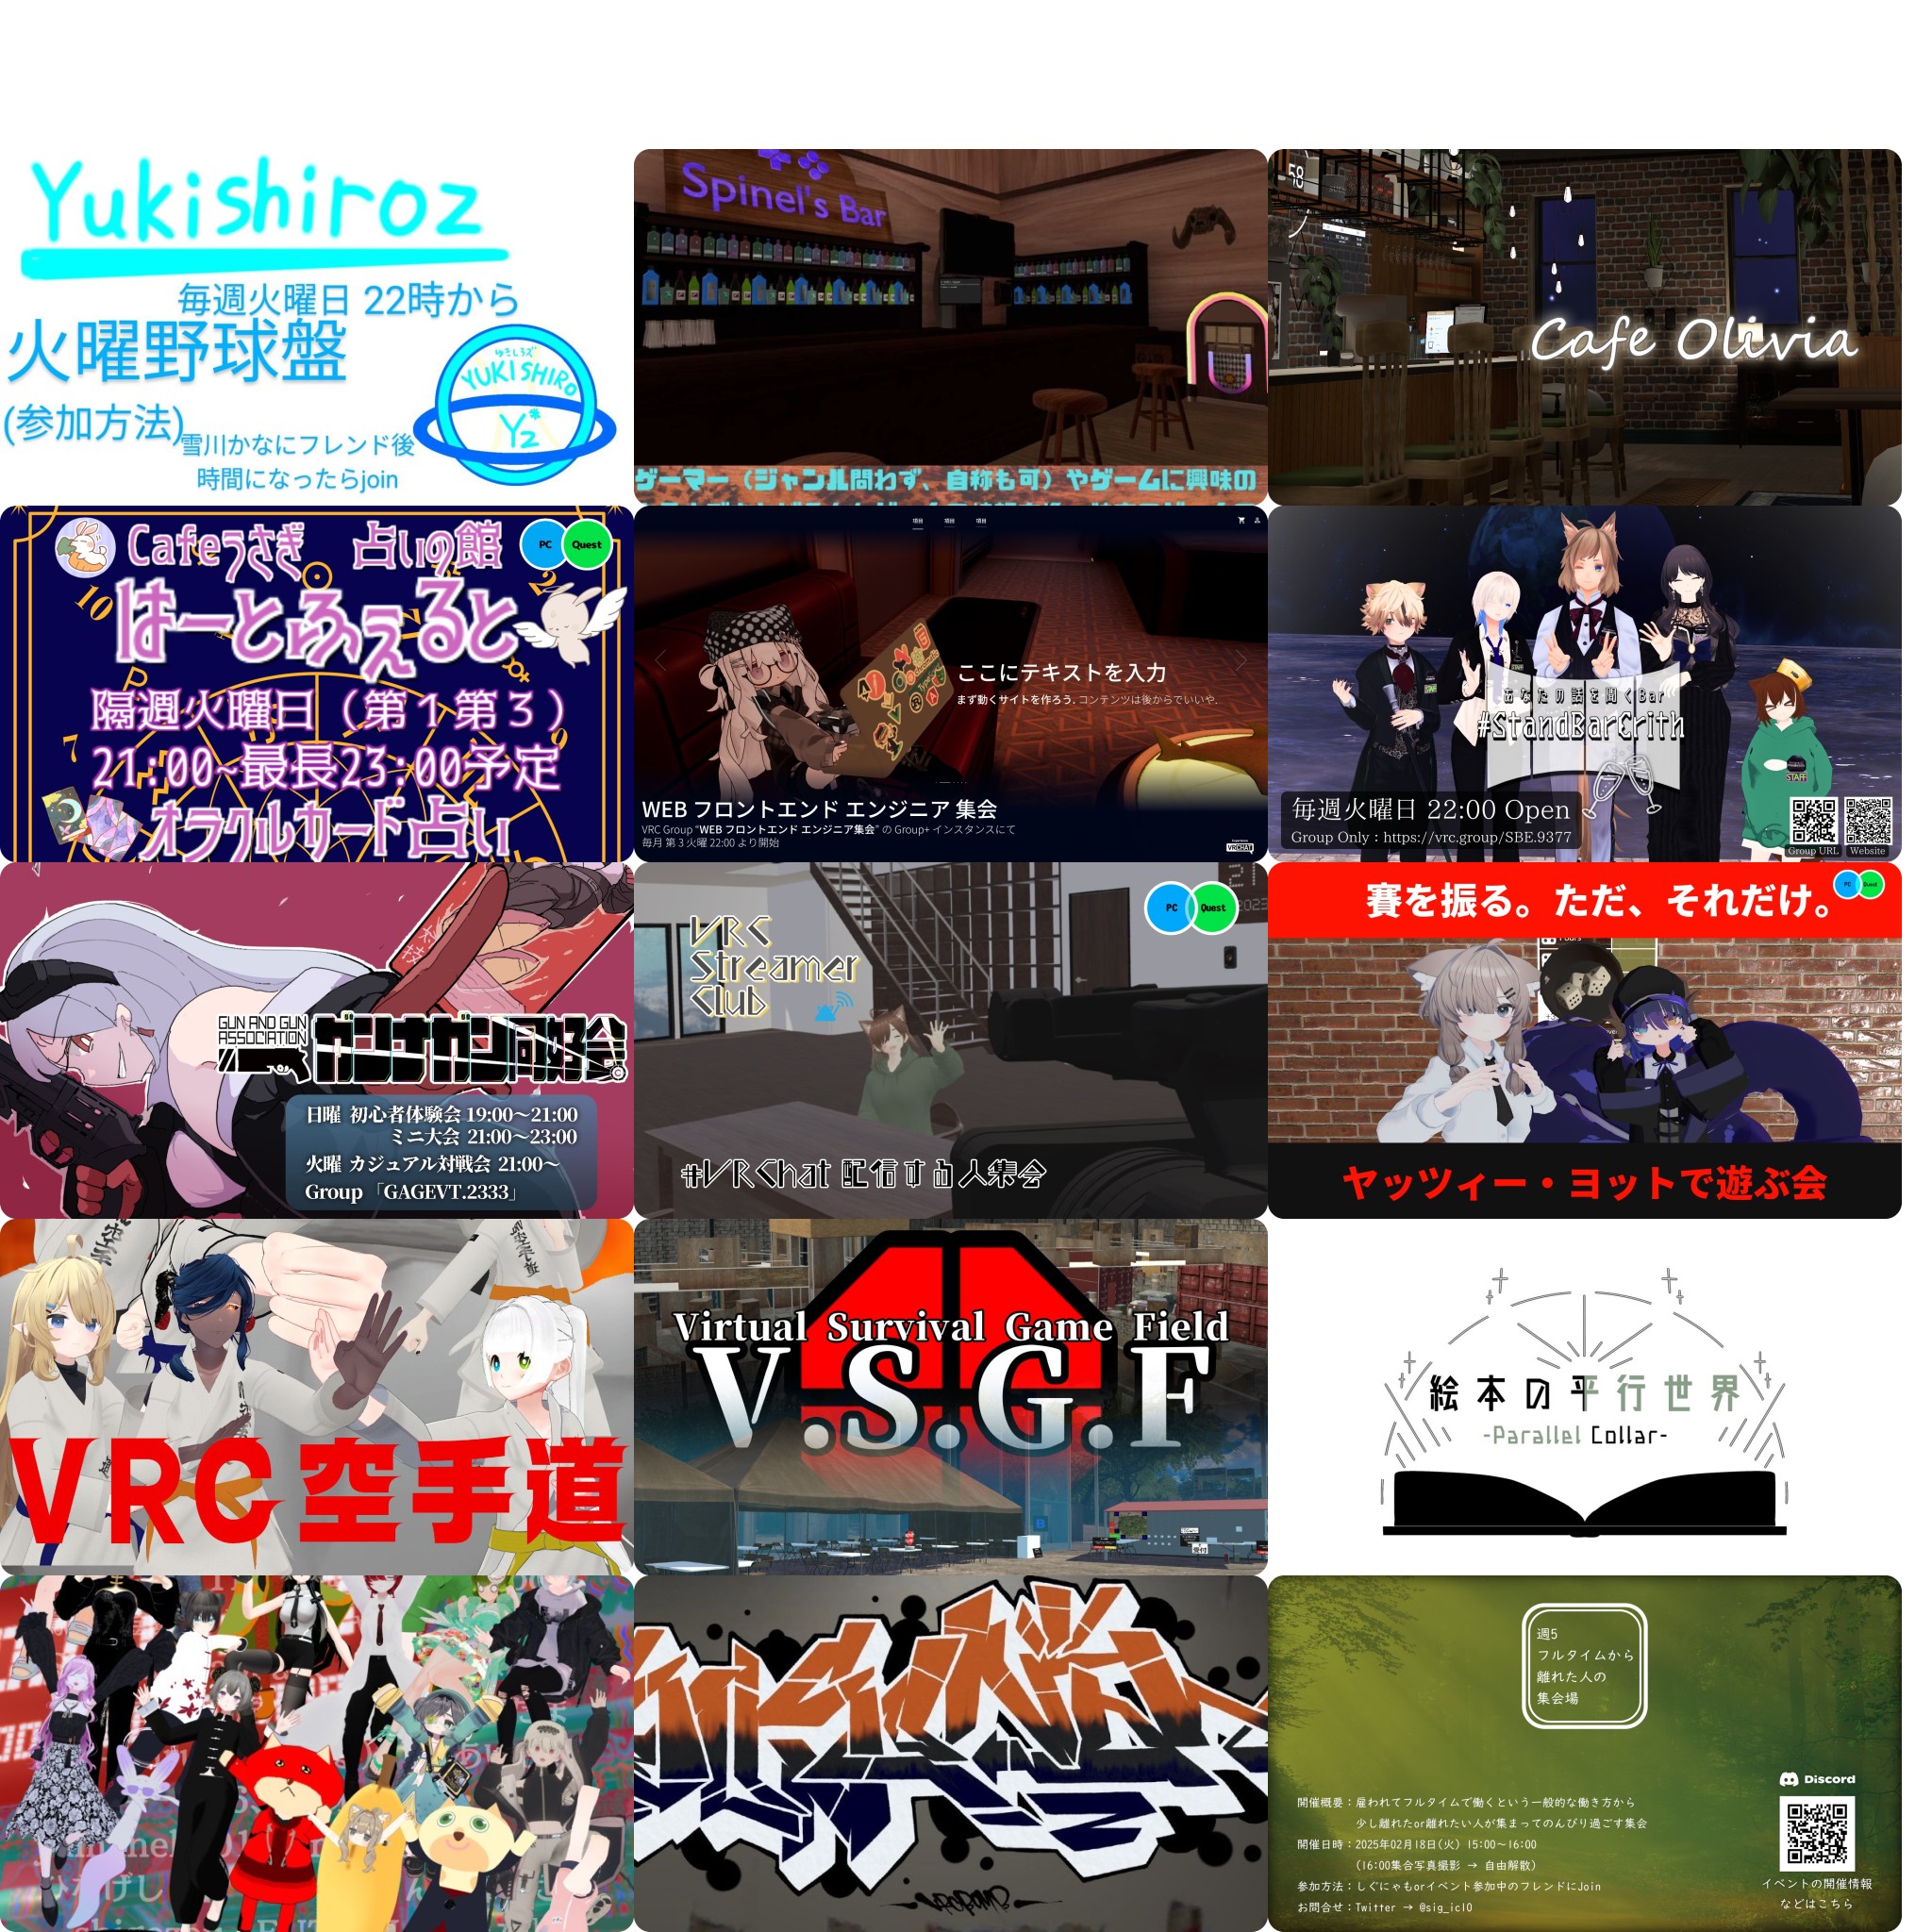 Yukishiroz
毎週火曜日 22時から
火曜野球盤
(参加方法)
雪川かなにフレンド後
時間になったらjoin
ゆきしろズ
YUKISHIRO
Spinel's Bar
ゲーマー（ジャンル問わず、自称も可）やゲームに興味の
58
Cafe Olivia
Cafeうさぎ 占いの館
PC Quest
はーとふぇると
隔週火曜日（第１第３）
21:00~最長23:00予定
オラクルカード占い
10
7
項目 項目 項目
ここにテキストを入力
まず動くサイトを作ろう. コンテンツは後からでいいや.
WEB フロントエンド エンジニア 集会
VRC Group “WEB フロントエンド エンジニア集会” の Group+ インスタンスにて
毎月 第 3 火曜 22:00 より開始
VRCHAT
あなたの話を聞くBar
#StandBarErith
STAFF
毎週火曜日 22:00 Open
Group Only : https://vrc.group/SBE.9377
Group URL Website
GUN AND GUN
ASSOCIATION
ガンナガン同好会
日曜 初心者体験会 19:00～21:00
ミニ大会 21:00～23:00
火曜 カジュアル対戦会 21:00～
Group 「GAGEVT.2333」
VRC
Streamer
Club
PC Quest
21
2023
#VRChat 配信する人集会
賽を振る。ただ、それだけ。
PC Quest
ヤッツィー・ヨットで遊ぶ会
VRC 空手道
Virtual Survival Game Field
V.S.G.F
B
受付
絵本の平行世界
-Parallel Collar-
週5
フルタイムから
離れた人の
集会場
開催概要：雇われてフルタイムで働くという一般的な働き方から
少し離れたor離れたい人が集まってのんびり過ごす集会
開催日時：2025年02月18日(火) 15:00～16:00
(16:00集合写真撮影 → 自由解散)
参加方法：しぐにゃもorイベント参加中のフレンドにJoin
お問合せ：Twitter → @sig_icl0
Discord
イベントの開催情報
などはこちら